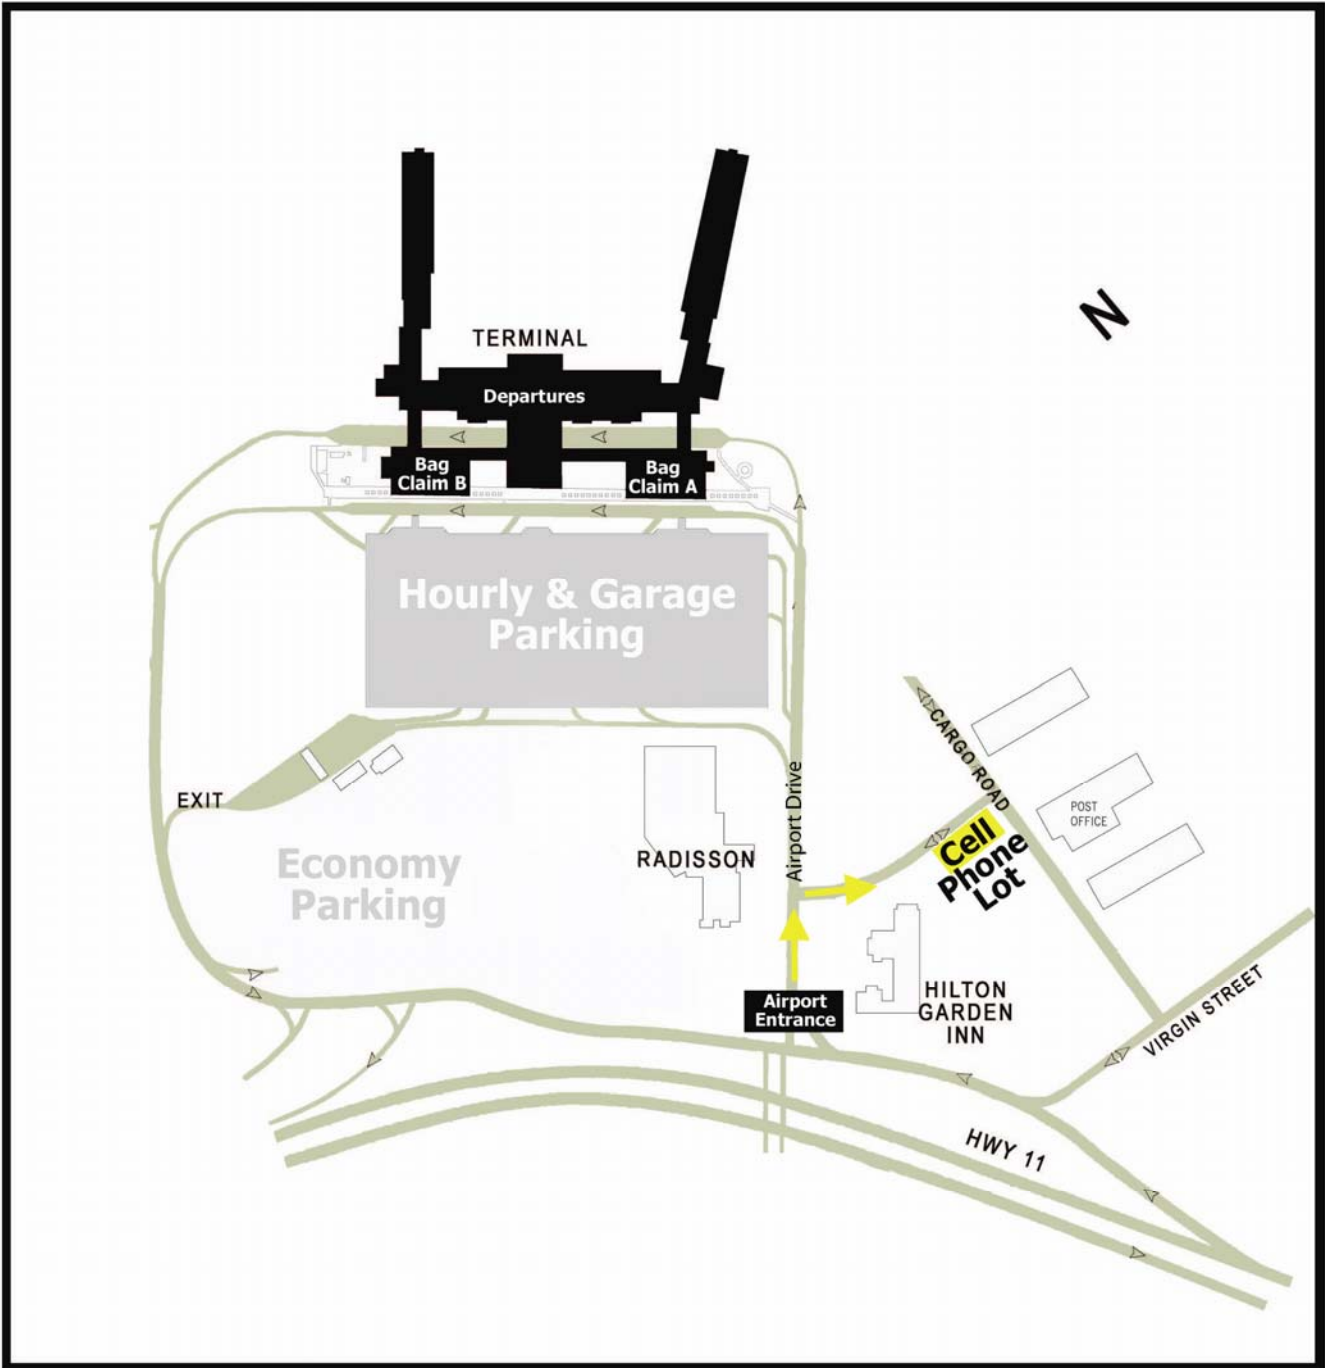 TERMINAL
Departures
N
Bag
Claim B
Bag
Claim A
Hourly & Garage
Parking
CARGO ROAD
Airport Drive
EXIT
POST
OFFICE
Cell
Phone
Lot
RADISSON
Economy
Parking
Airport
Entrance
HILTON
GARDEN
INN
VIRGIN STREET
HWY 11